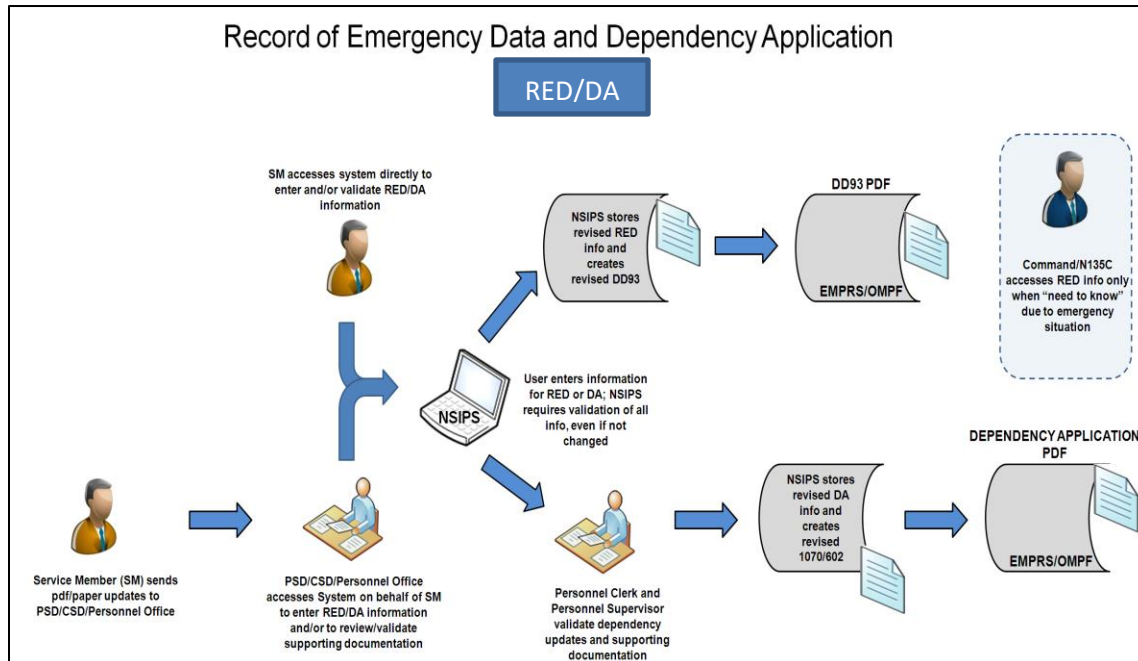 Record of Emergency Data and Dependency Application
RED/DA
SM accesses system directly to
enter and/or validate RED/DA
information
NSIPS stores
revised RED
info and
creates
revised DD93
DD93 PDF
EMPRS/OMPF
Command/N135C
accesses RED info only
when “need to know”
due to emergency
situation
NSIPS
User enters information
for RED or DA; NSIPS
requires validation of all
info, even if not
changed
Service Member (SM) sends
pdf/paper updates to
PSD/CSD/Personnel Office
PSD/CSD/Personnel Office
accesses System on behalf of SM
to enter RED/DA information
and/or to review/validate
supporting documentation
Personnel Clerk and
Personnel Supervisor
validate dependency
updates and supporting
documentation
NSIPS stores
revised DA
info and
creates
revised
1070/602
DEPENDENCY APPLICATION
PDF
EMPRS/OMPF